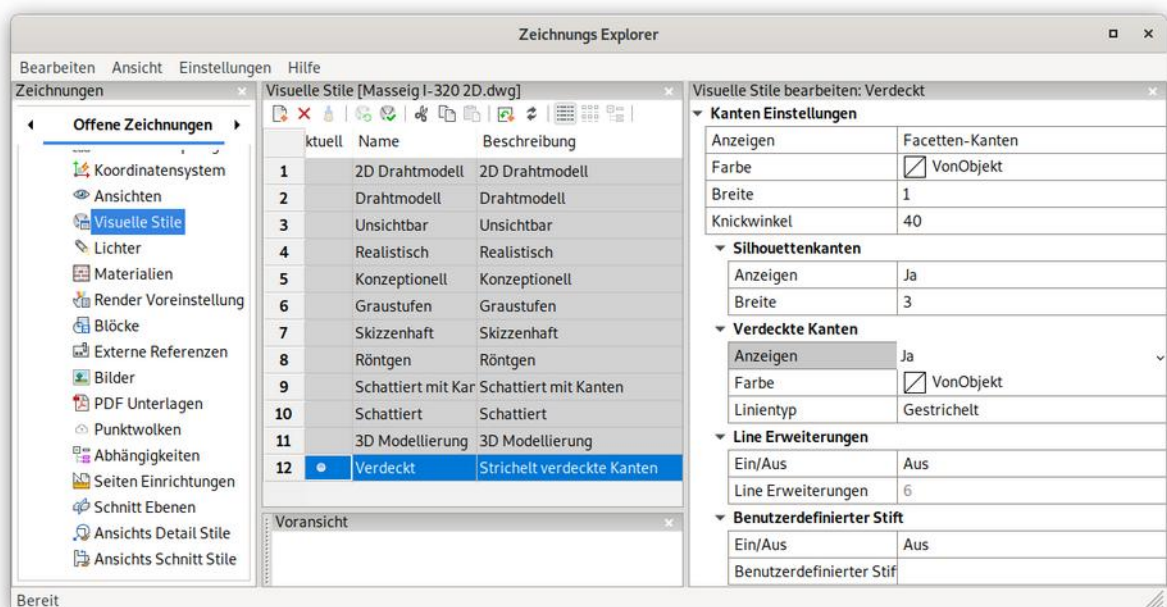 Zeichnungs Explorer
Bearbeiten Ansicht Einstellungen Hilfe
Zeichnungen
Offene Zeichnungen
Koordinatensystem
Ansichten
Visuelle Stile
Lichter
Materialien
Render Voreinstellung
Blöcke
Externe Referenzen
Bilder
PDF Unterlagen
Punktwolken
Abhängigkeiten
Seiten Einrichtungen
Schnitt Ebenen
Ansichts Detail Stile
Ansichts Schnitt Stile
Visuelle Stile [Masseig I-320 2D.dwg]
ktuell Name Beschreibung
1 2D Drahtmodell 2D Drahtmodell
2 Drahtmodell Drahtmodell
3 Unsichtbar Unsichtbar
4 Realistisch Realistisch
5 Konzeptionell Konzeptionell
6 Graustufen Graustufen
7 Skizzenhaft Skizzenhaft
8 Röntgen Röntgen
9 Schattiert mit Kar Schattiert mit Kanten
10 Schattiert Schattiert
11 3D Modellierung 3D Modellierung
12 Verdeckt Strichelt verdeckte Kanten
Voransicht
Visuelle Stile bearbeiten: Verdeckt
Kanten Einstellungen
Anzeigen Facetten-Kanten
Farbe VonObjekt
Breite 1
Knickwinkel 40
Silhouettenkanten
Anzeigen Ja
Breite 3
Verdeckte Kanten
Anzeigen Ja
Farbe VonObjekt
Linientyp Gestrichelt
Line Erweiterungen
Ein/Aus Aus
Line Erweiterungen 6
Benutzerdefinierter Stift
Ein/Aus Aus
Benutzerdefinierter Stif
Bereit